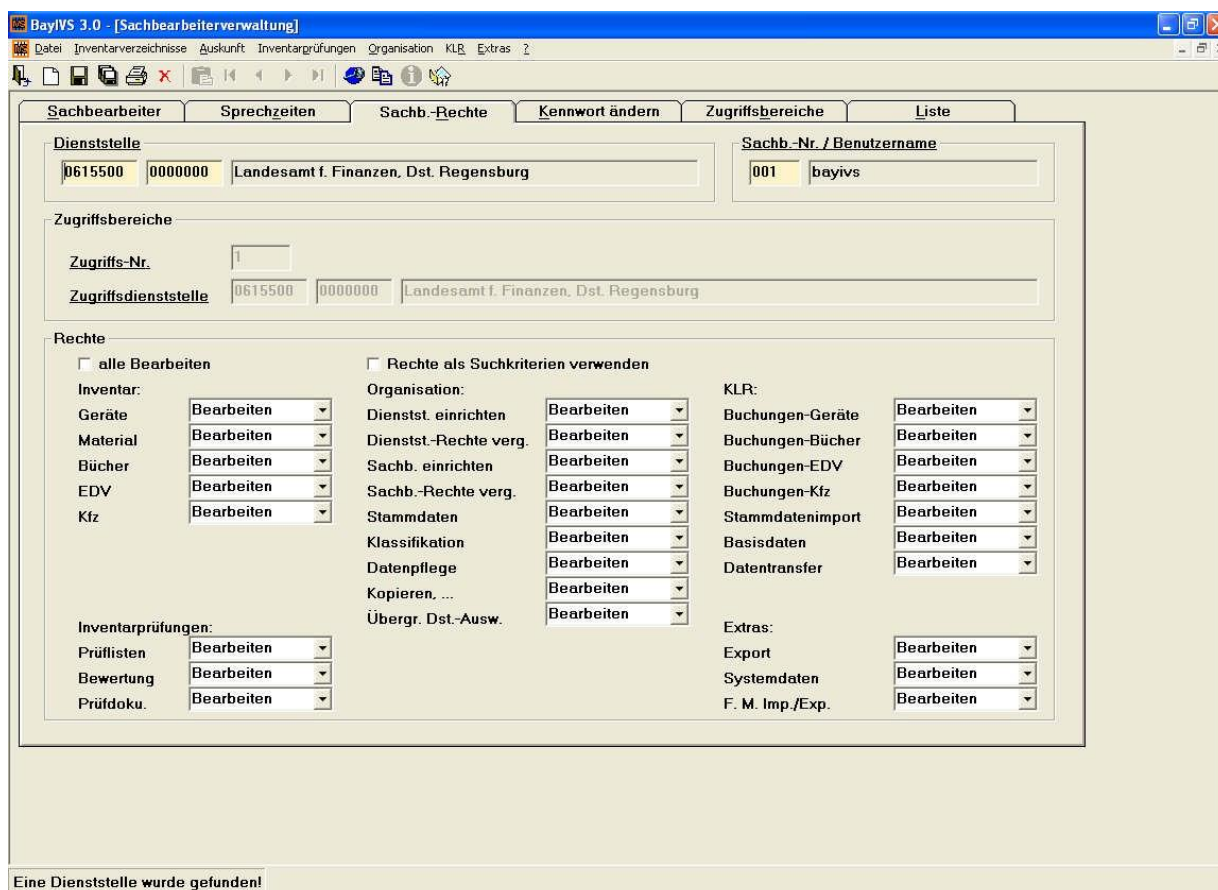 BayIVS 3.0 - [Sachbearbeiterverwaltung]
Datei Inventarverzeichnisse Auskunft Inventarprüfungen Organisation KLR Extras ?
Sachbearbeiter Sprechzeiten Sachb.-Rechte Kennwort ändern Zugriffsbereiche Liste
Dienststelle Sachb.-Nr. / Benutzername
0615500 0000000 Landesamt f. Finanzen, Dst. Regensburg 001 bayivs
Zugriffsbereiche
Zugriffs-Nr. 1
Zugriffsdienststelle 0615500 0000000 Landesamt f. Finanzen, Dst. Regensburg
Rechte
alle Bearbeiten Rechte als Suchkriterien verwenden
Inventar: Organisation: KLR:
Geräte Bearbeiten Dienstst. einrichten Bearbeiten Buchungen-Geräte Bearbeiten
Material Bearbeiten Dienstst.-Rechte verg. Bearbeiten Buchungen-Bücher Bearbeiten
Bücher Bearbeiten Sachb. einrichten Bearbeiten Buchungen-EDV Bearbeiten
EDV Bearbeiten Sachb.-Rechte verg. Bearbeiten Buchungen-Kfz Bearbeiten
Kfz Bearbeiten Stammdaten Bearbeiten Stammdatenimport Bearbeiten
Klassifikation Bearbeiten Basisdaten Bearbeiten
Datenpflege Bearbeiten Datentransfer Bearbeiten
Kopieren, ... Bearbeiten
Übergr. Dst.-Ausw. Bearbeiten
Inventarprüfungen: Extras:
Prüflisten Bearbeiten Export Bearbeiten
Bewertung Bearbeiten Systemdaten Bearbeiten
Prüfdoku. Bearbeiten F. M. Imp./Exp. Bearbeiten
Eine Dienststelle wurde gefunden!